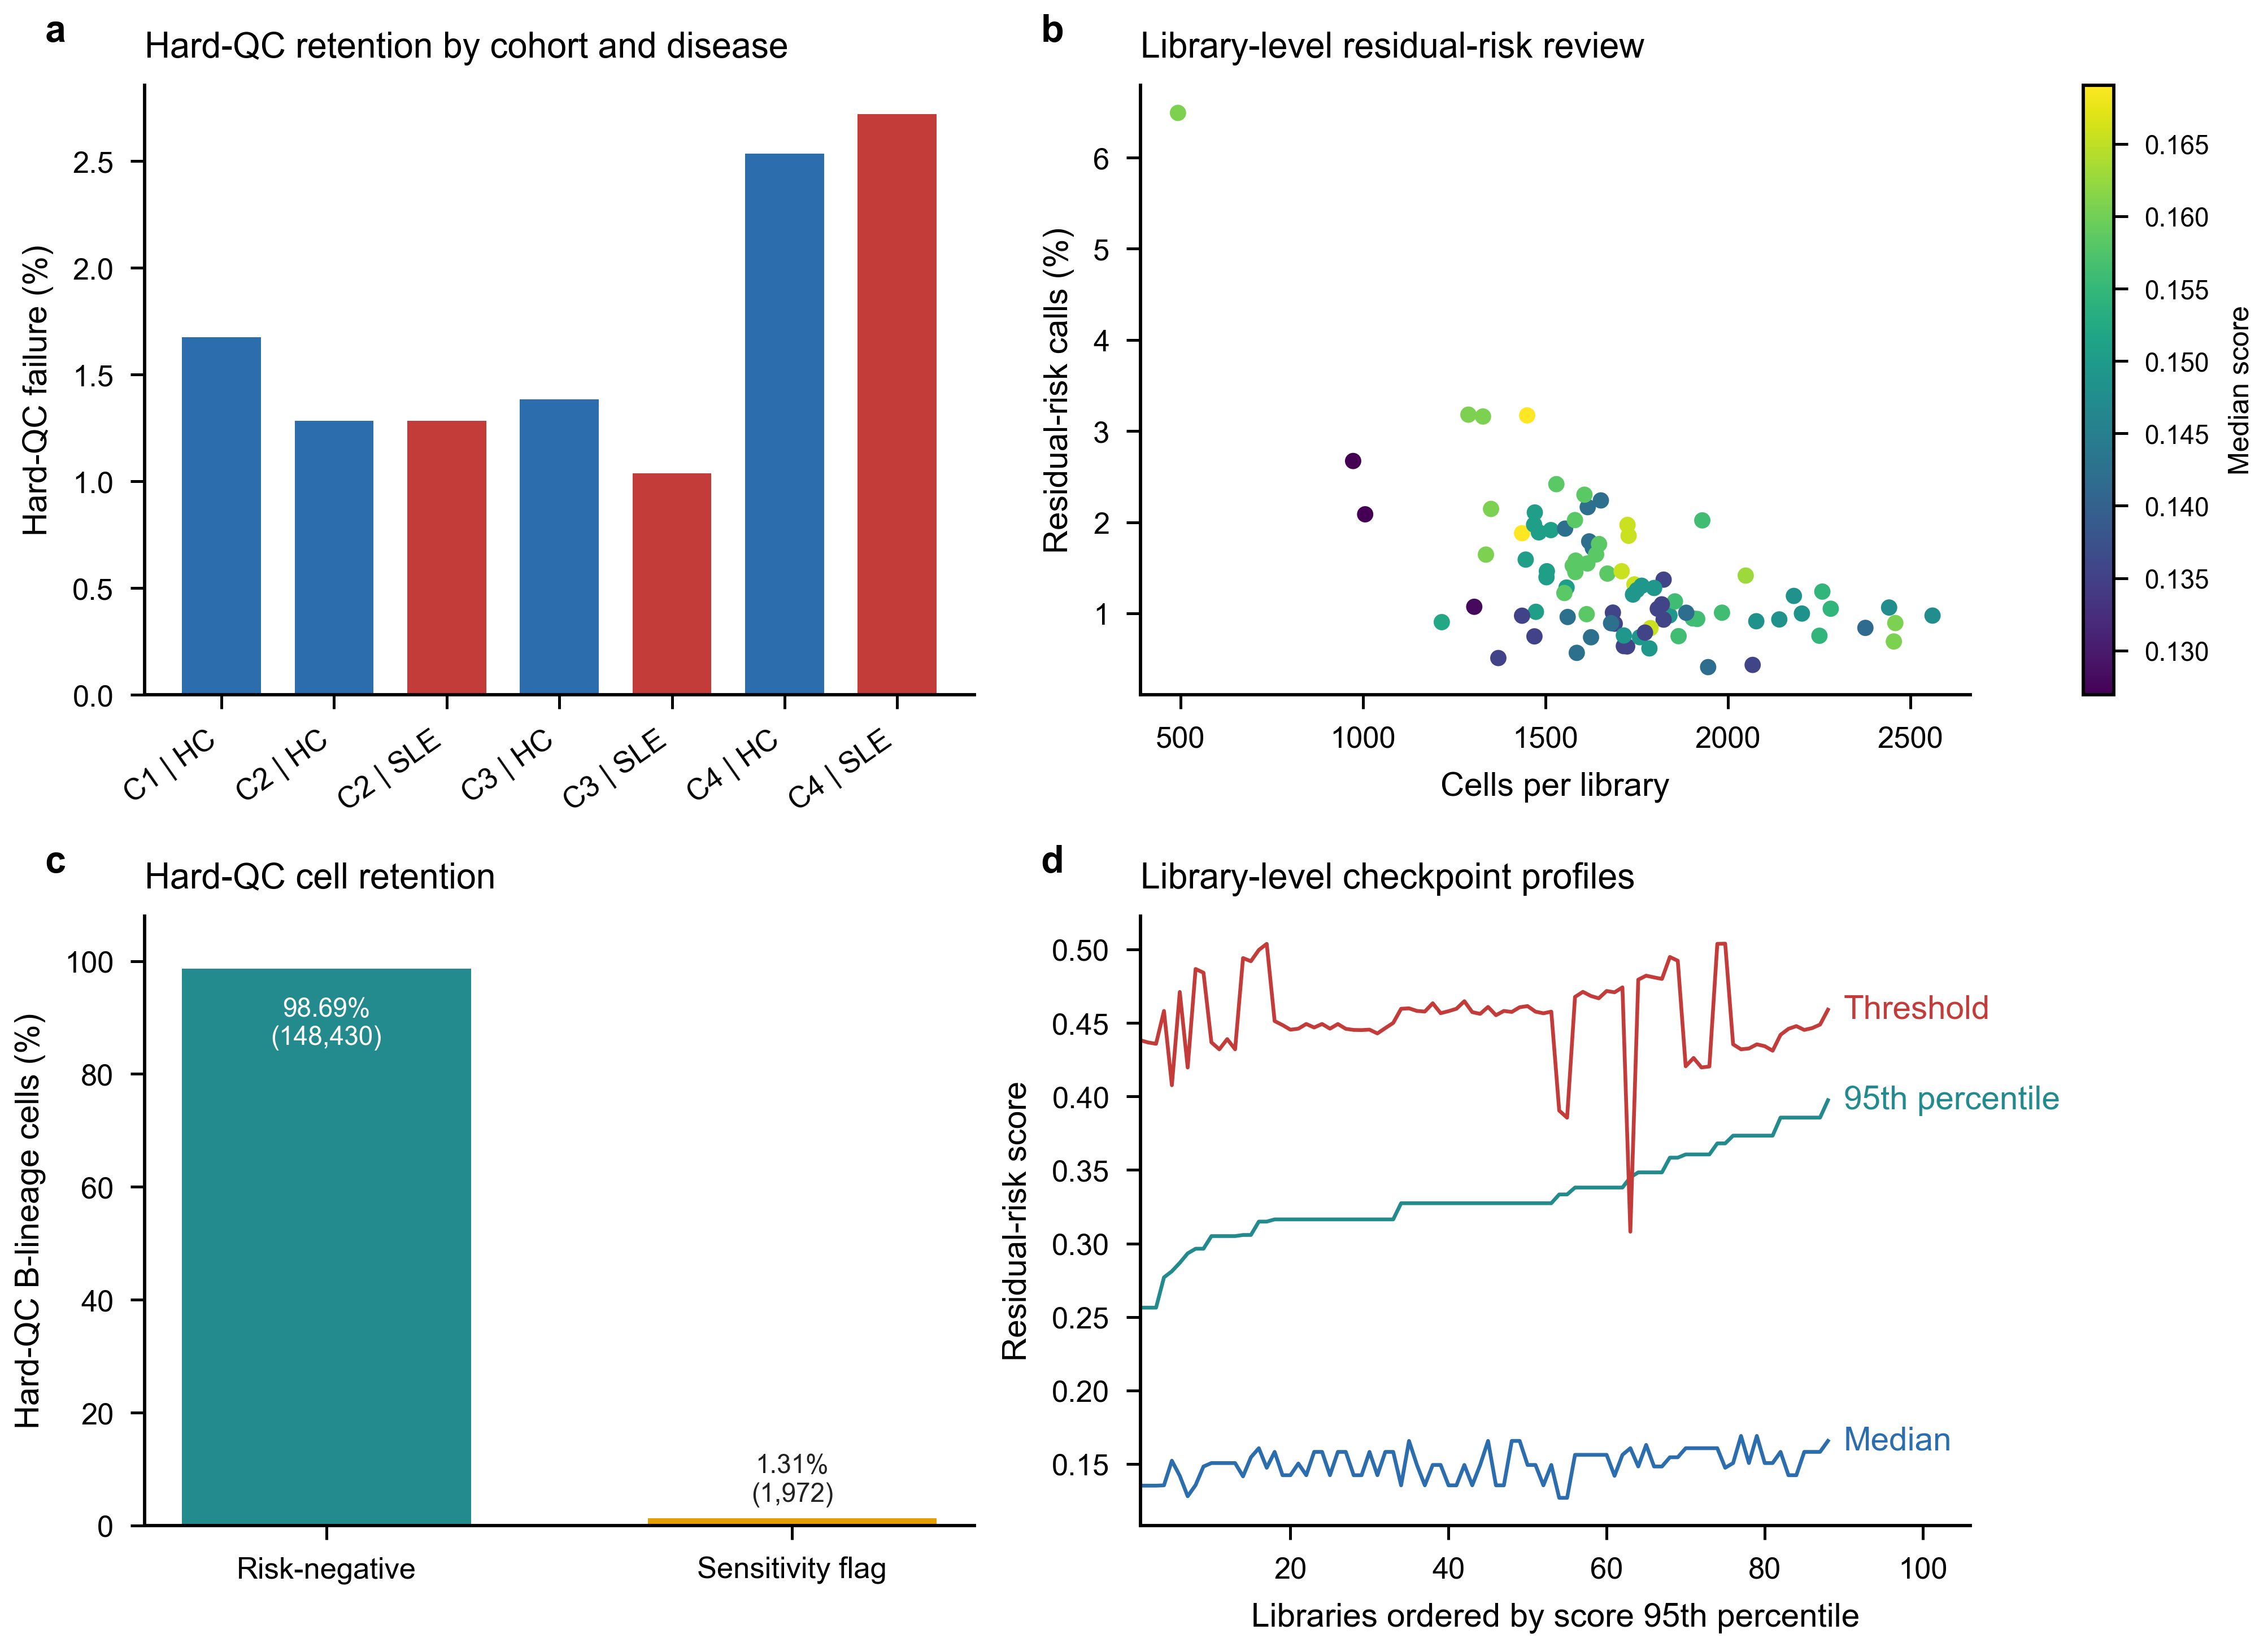 a
Hard-QC retention by cohort and disease
Hard-QC failure (%)
2.5
2.0
1.5
1.0
0.5
0.0
C1 | HC
C2 | HC
C2 | SLE
C3 | HC
C3 | SLE
C4 | HC
C4 | SLE
b
Library-level residual-risk review
Residual-risk calls (%)
6
5
4
3
2
1
500
1000
1500
2000
2500
Cells per library
0.165
0.160
0.155
0.150
0.145
0.140
0.135
0.130
Median score
c
Hard-QC cell retention
Hard-QC B-lineage cells (%)
100
80
60
40
20
0
98.69%
(148,430)
1.31%
(1,972)
Risk-negative
Sensitivity flag
d
Library-level checkpoint profiles
Residual-risk score
0.50
0.45
0.40
0.35
0.30
0.25
0.20
0.15
Threshold
95th percentile
Median
20
40
60
80
100
Libraries ordered by score 95th percentile